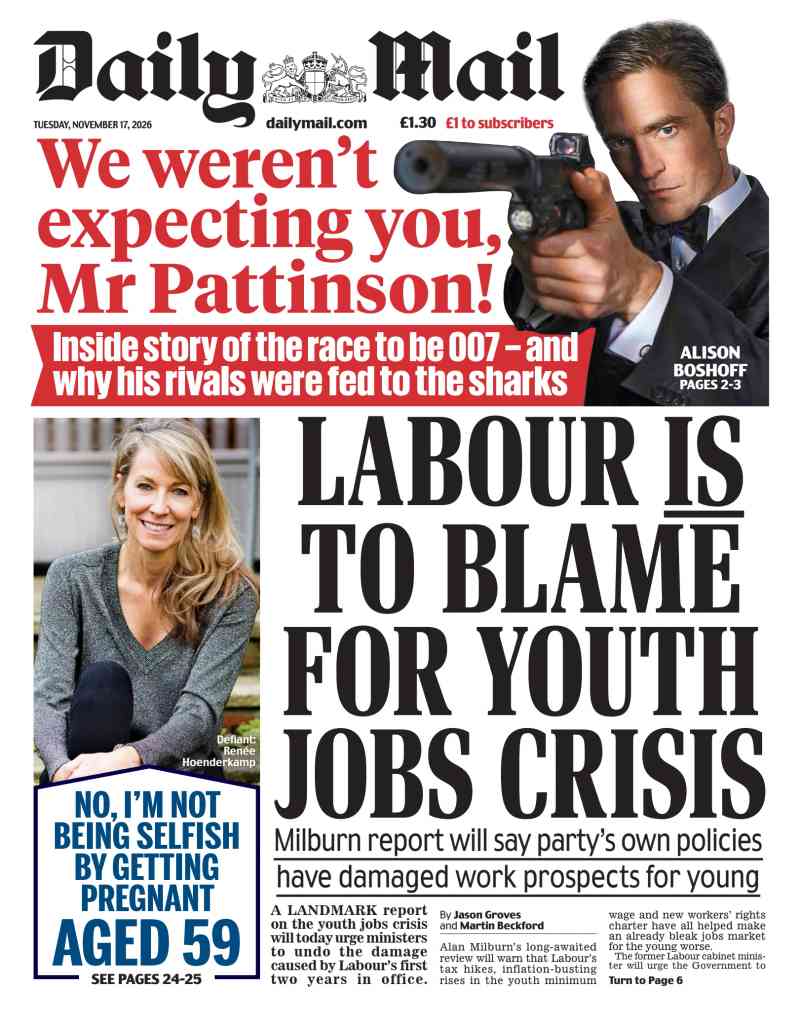 Daily Mail
TUESDAY, NOVEMBER 17, 2026
dailymail.com
£1.30 £1 to subscribers
We weren't
expecting you,
Mr Pattinson!
Inside story of the race to be 007 – and
why his rivals were fed to the sharks
ALISON
BOSHOFF
PAGES 2-3
Defiant:
Renée
Hoenderkamp
NO, I'M NOT
BEING SELFISH
BY GETTING
PREGNANT
AGED 59
SEE PAGES 24-25
LABOUR IS
TO BLAME
FOR YOUTH
JOBS CRISIS
Milburn report will say party's own policies
have damaged work prospects for young
A LANDMARK report
on the youth jobs crisis
will today urge ministers
to undo the damage
caused by Labour's first
two years in office.
By Jason Groves
and Martin Beckford
Alan Milburn's long-awaited
review will warn that Labour's
tax hikes, inflation-busting
rises in the youth minimum
wage and new workers' rights
charter have all helped make
an already bleak jobs market
for the young worse.
The former Labour cabinet minis-
ter will urge the Government to
Turn to Page 6